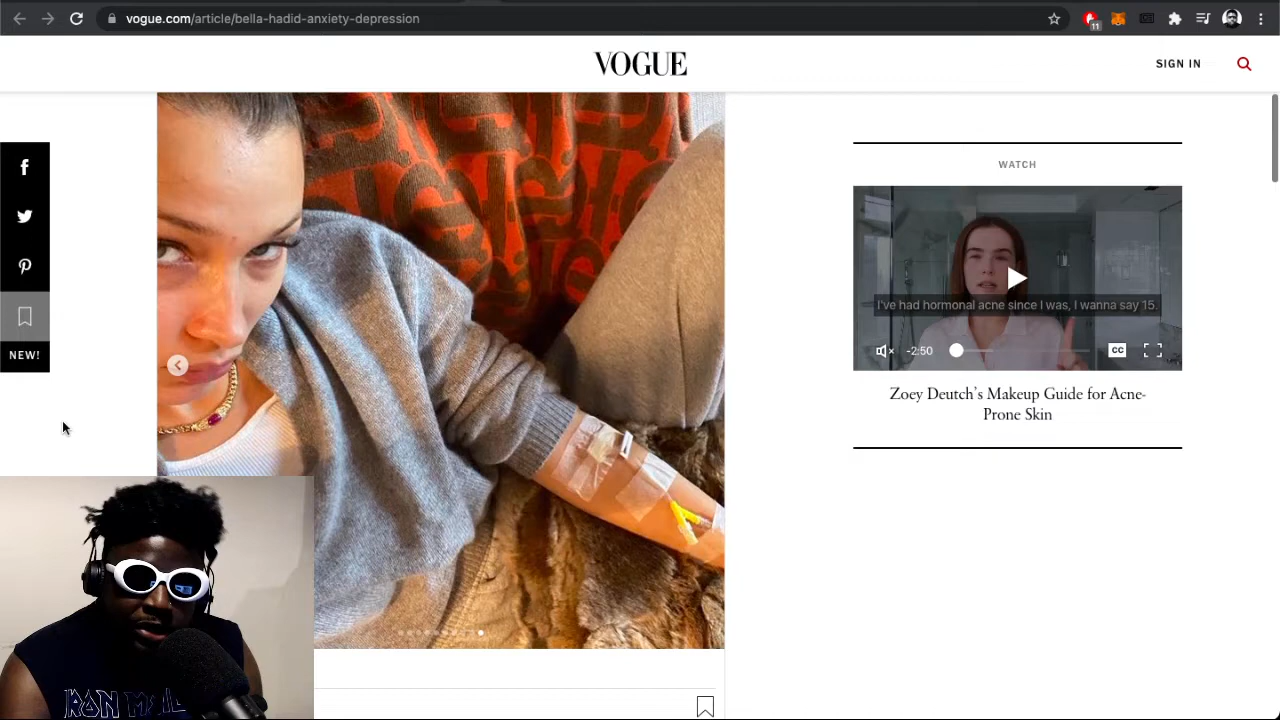 vogue.com/article/bella-hadid-anxiety-depression
11
VOGUE
SIGN IN
WATCH
I've had hormonal acne since I was, I wanna say 15.
-2:50
CC
Zoey Deutch's Makeup Guide for Acne-
Prone Skin
NEW!